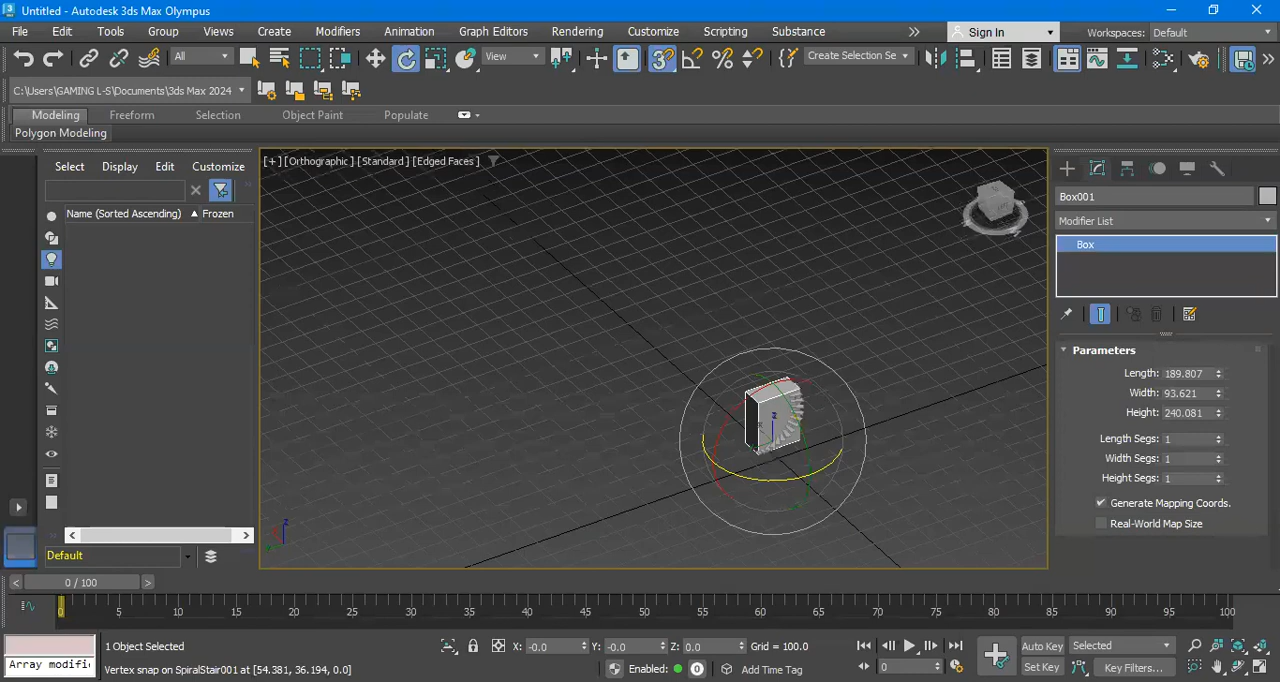 Untitled - Autodesk 3ds Max Olympus
File Edit Tools Group Views Create Modifiers Animation Graph Editors Rendering Customize Scripting Substance Sign In Workspaces: Default
All View Create Selection Se
C:\Users\GAMING L-S\Documents\3ds Max 2024
Modeling Freeform Selection Object Paint Populate
Polygon Modeling
Select Display Edit Customize
Name (Sorted Ascending) Frozen
[+] [Orthographic] [Standard] [Edged Faces]
Box001
Modifier List
Box
Parameters
Length: 189.807
Width: 93.621
Height: 240.081
Length Segs: 1
Width Segs: 1
Height Segs: 1
Generate Mapping Coords.
Real-World Map Size
z
z
Default
0 / 100
0 5 10 15 20 25 30 35 40 45 50 55 60 65 70 75 80 85 90 95 100
1 Object Selected X: -0.0 Y: -0.0 Z: 0.0 Grid = 100.0 Auto Key Selected
Array modifi Vertex snap on SpiralStair001 at [54.381, 36.194, 0.0] Enabled: 0 Add Time Tag 0 Set Key Key Filters...